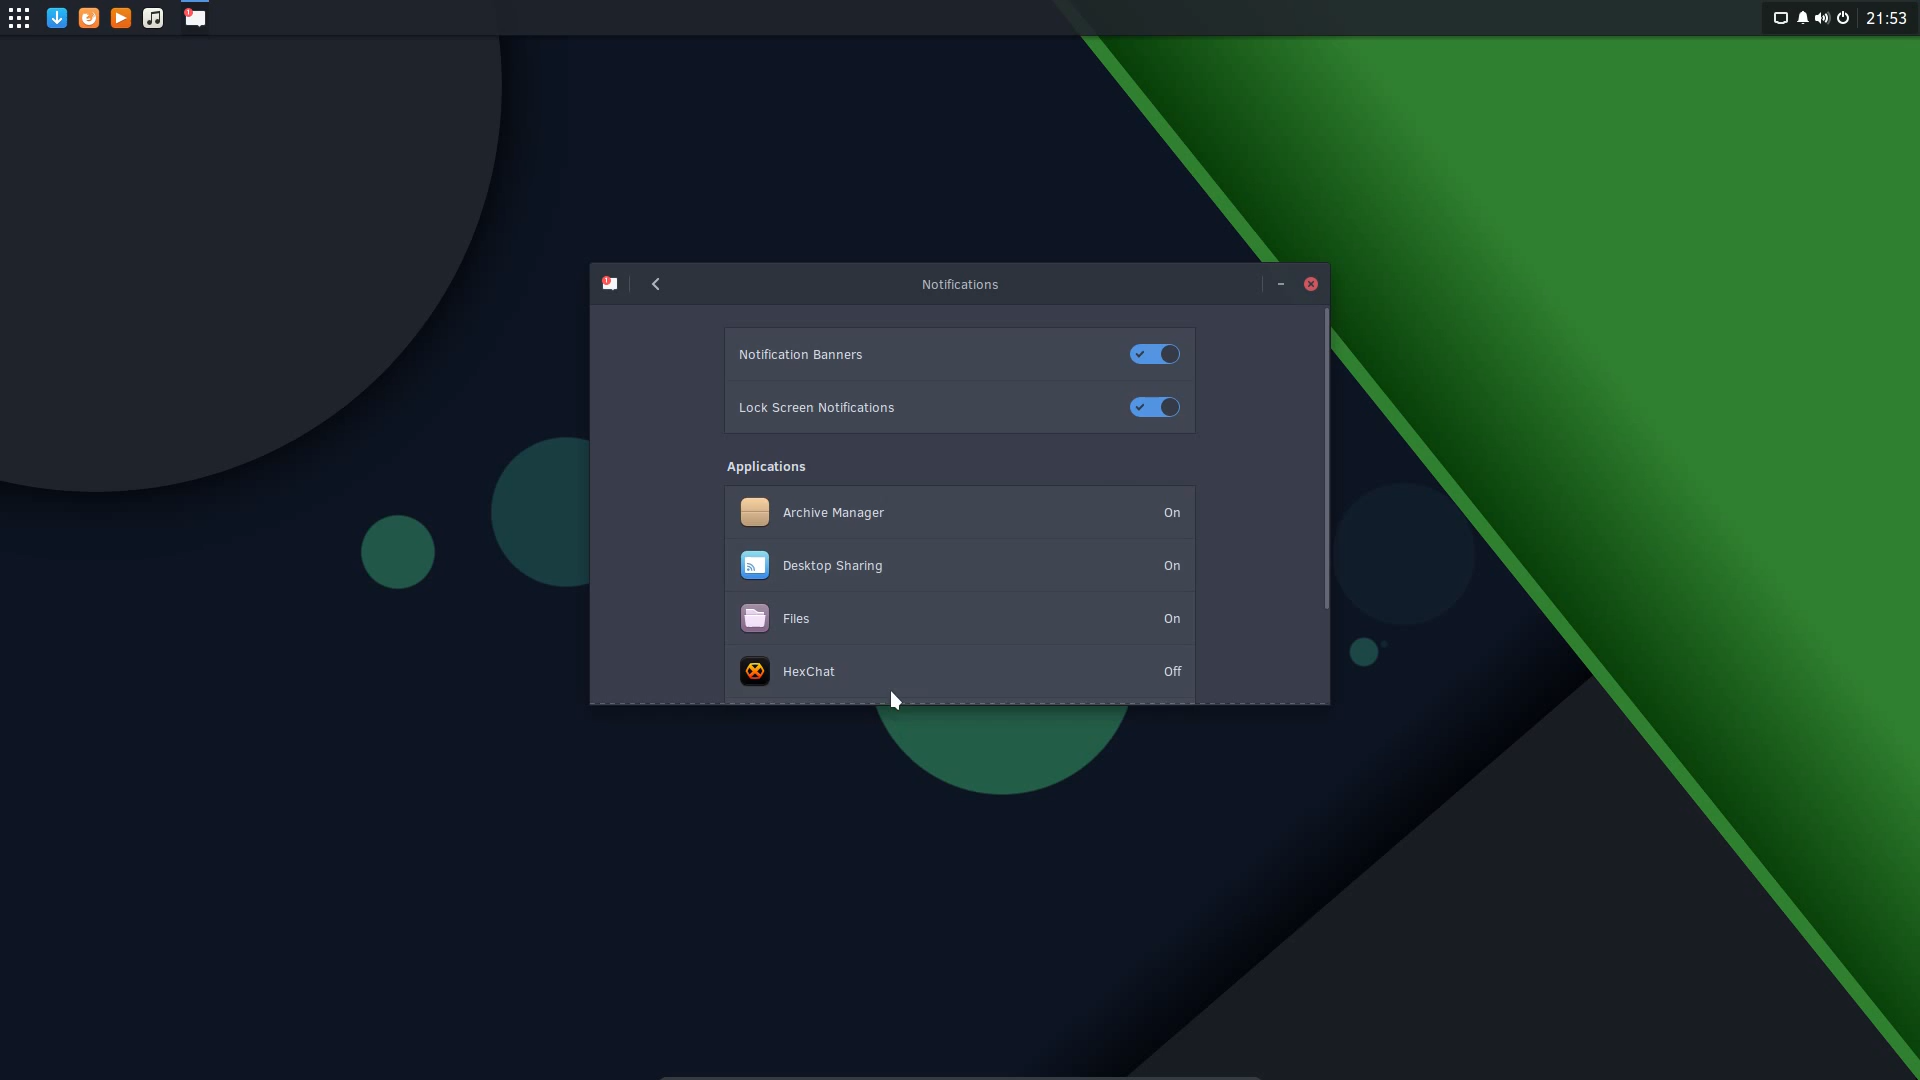 21:53
Notifications
Notification Banners
Lock Screen Notifications
Applications
Archive Manager On
Desktop Sharing On
Files On
HexChat Off